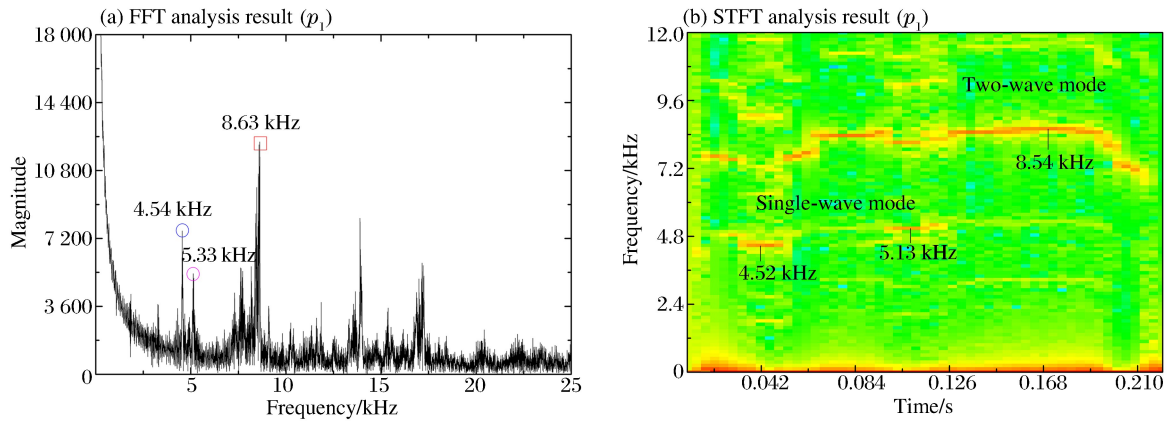 (a) FFT analysis result (p₁)
18 000
14 400
10 800
7 200
3 600
0
Magnitude
8.63 kHz
4.54 kHz
5.33 kHz
5
10
15
20
25
Frequency/kHz
(b) STFT analysis result (p₁)
12.0
9.6
7.2
4.8
2.4
0
Frequency/kHz
Two-wave mode
8.54 kHz
Single-wave mode
5.13 kHz
4.52 kHz
0.042
0.084
0.126
0.168
0.210
Time/s